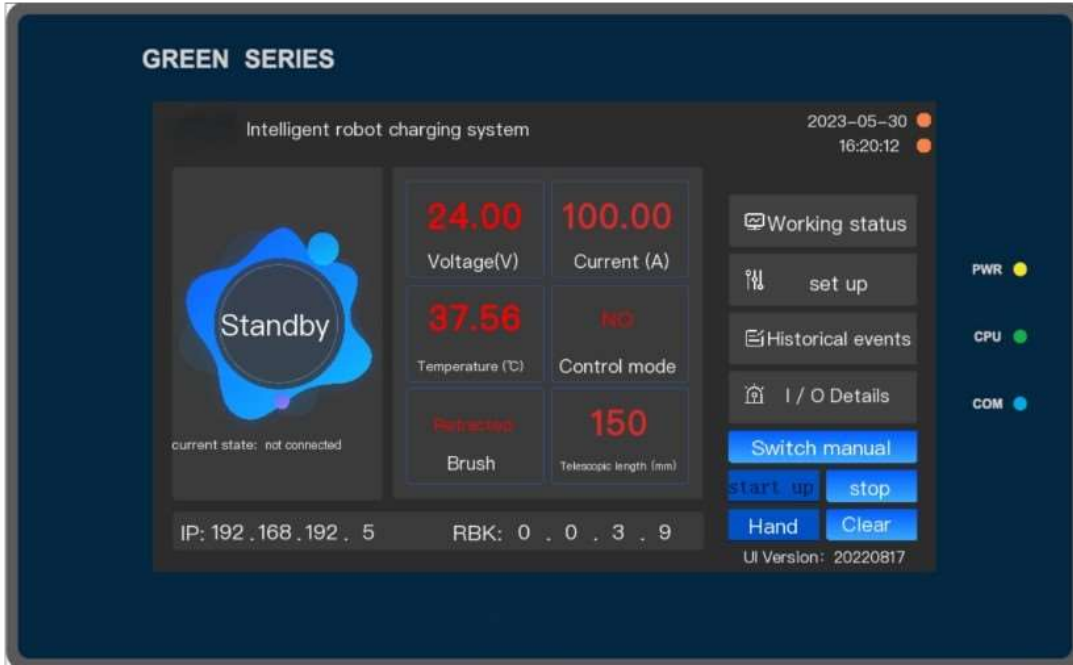 GREEN SERIES
Intelligent robot charging system
2023-05-30
16:20:12
Standby
current state: not connected
24.00
Voltage(V)
100.00
Current (A)
37.56
Temperature (℃)
NO
Control mode
Retracted
Brush
150
Telescopic length (mm)
Working status
set up
Historical events
I / O Details
Switch manual
start up
stop
Hand
Clear
UI Version: 20220817
IP: 192 . 168 . 192 . 5
RBK: 0 . 0 . 3 . 9
PWR
CPU
COM